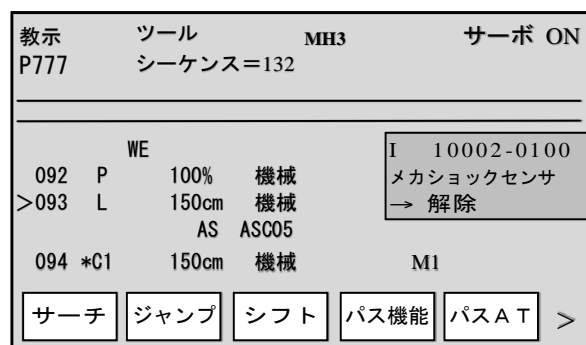 教示 ツール MH3 サーボ ON
P777 シーケンス＝132
WE
I 10002-0100
092 P 100% 機械
メカショックセンサ
>093 L 150cm 機械
→ 解除
AS ASC05
094 *C1 150cm 機械 M1
サーチ ジャンプ シフト パス機能 パスＡＴ >